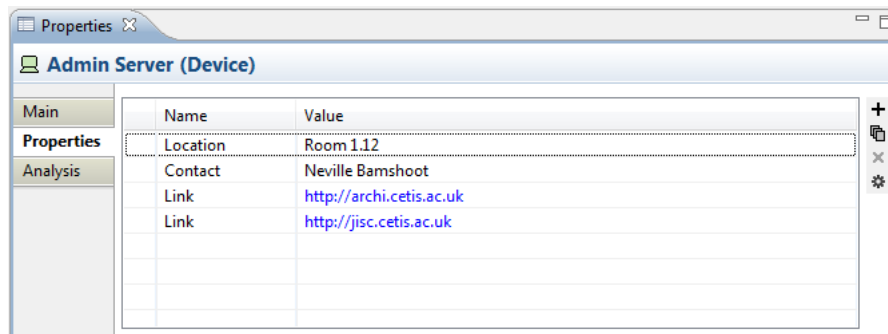 Properties
Admin Server (Device)
Main
Properties
Analysis
Name Value
Location Room 1.12
Contact Neville Bamshoot
Link http://archi.cetis.ac.uk
Link http://jisc.cetis.ac.uk